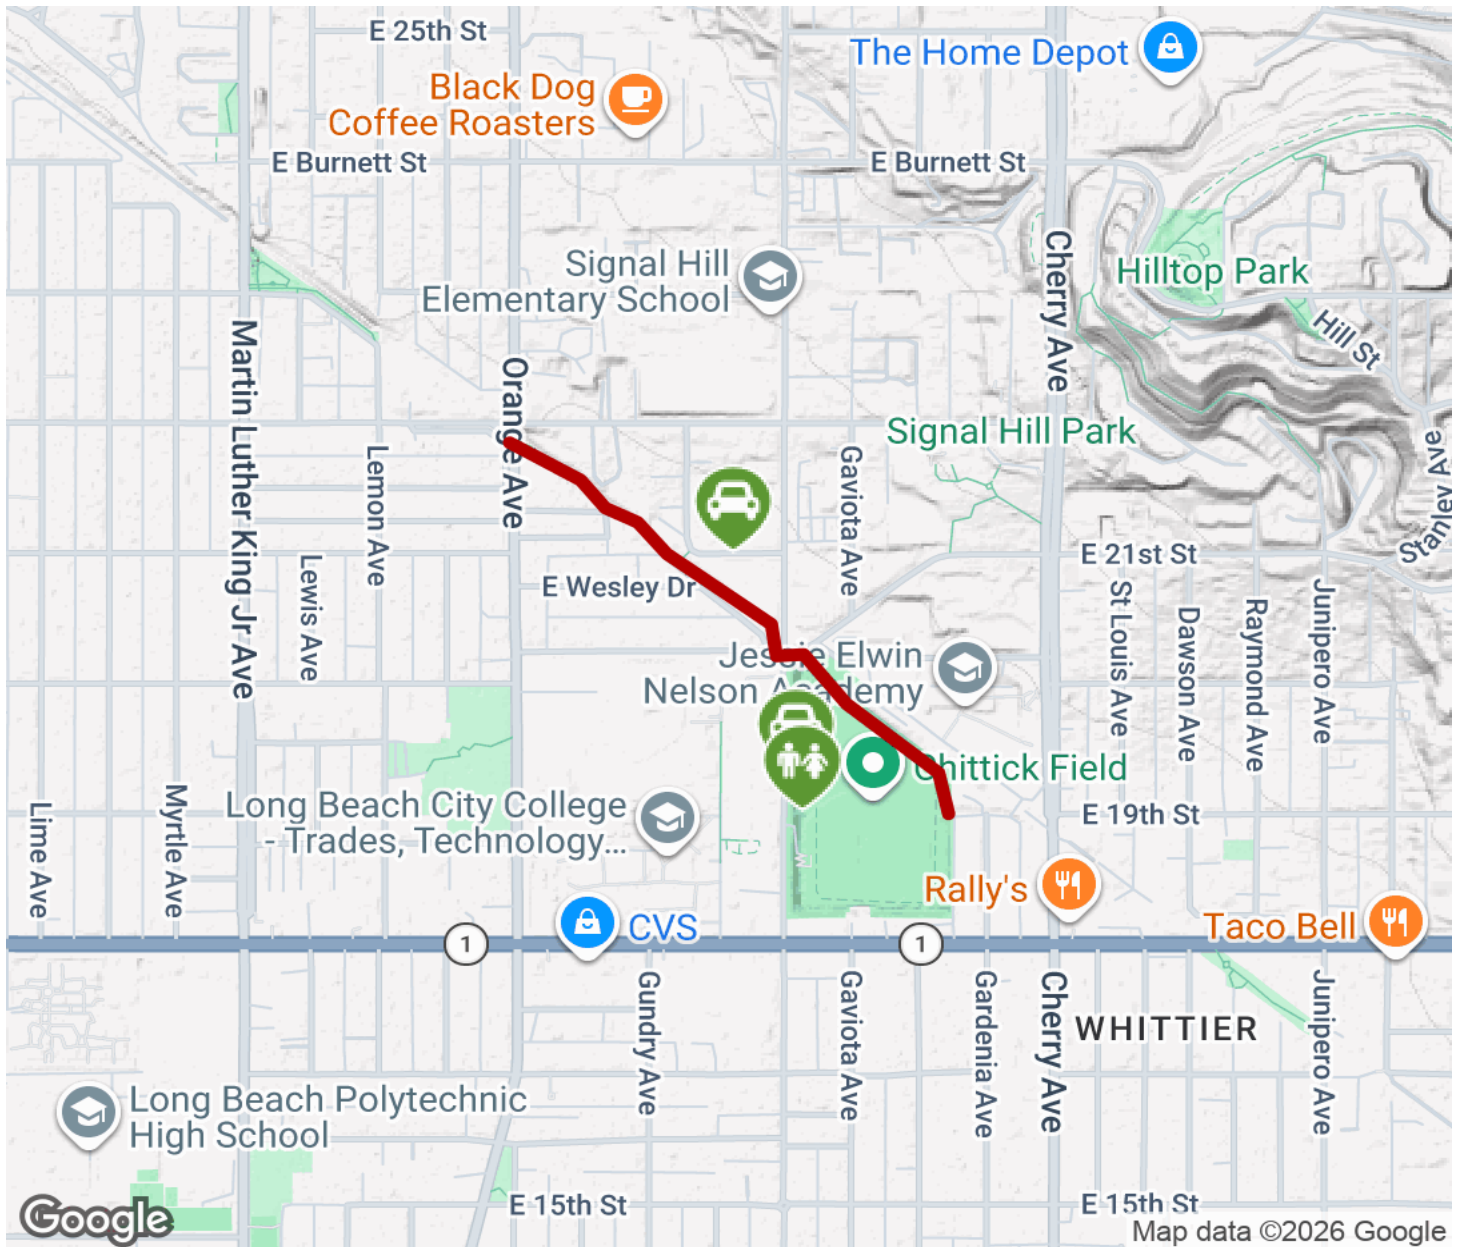 E 25th St
The Home Depot
Black Dog
Coffee Roasters
E Burnett St
E Burnett St
Signal Hill
Elementary School
Cherry Ave
Hilltop Park
Hill St
Martin Luther King Jr Ave
Orange Ave
Signal Hill Park
Lemon Ave
Gaviota Ave
Stanley Ave
E 21st St
Lewis Ave
E Wesley Dr
St Louis Ave
Dawson Ave
Raymond Ave
Junipero Ave
Jessie Elwin
Nelson Academy
Chittick Field
Lime Ave
Myrtle Ave
Long Beach City College
- Trades, Technology...
E 19th St
Rally's
CVS
Taco Bell
1
1
Gundry Ave
Gaviota Ave
Gardenia Ave
Cherry Ave
WHITTIER
Junipero Ave
Long Beach Polytechnic
High School
E 15th St
E 15th St
Google
Map data ©2026 Google